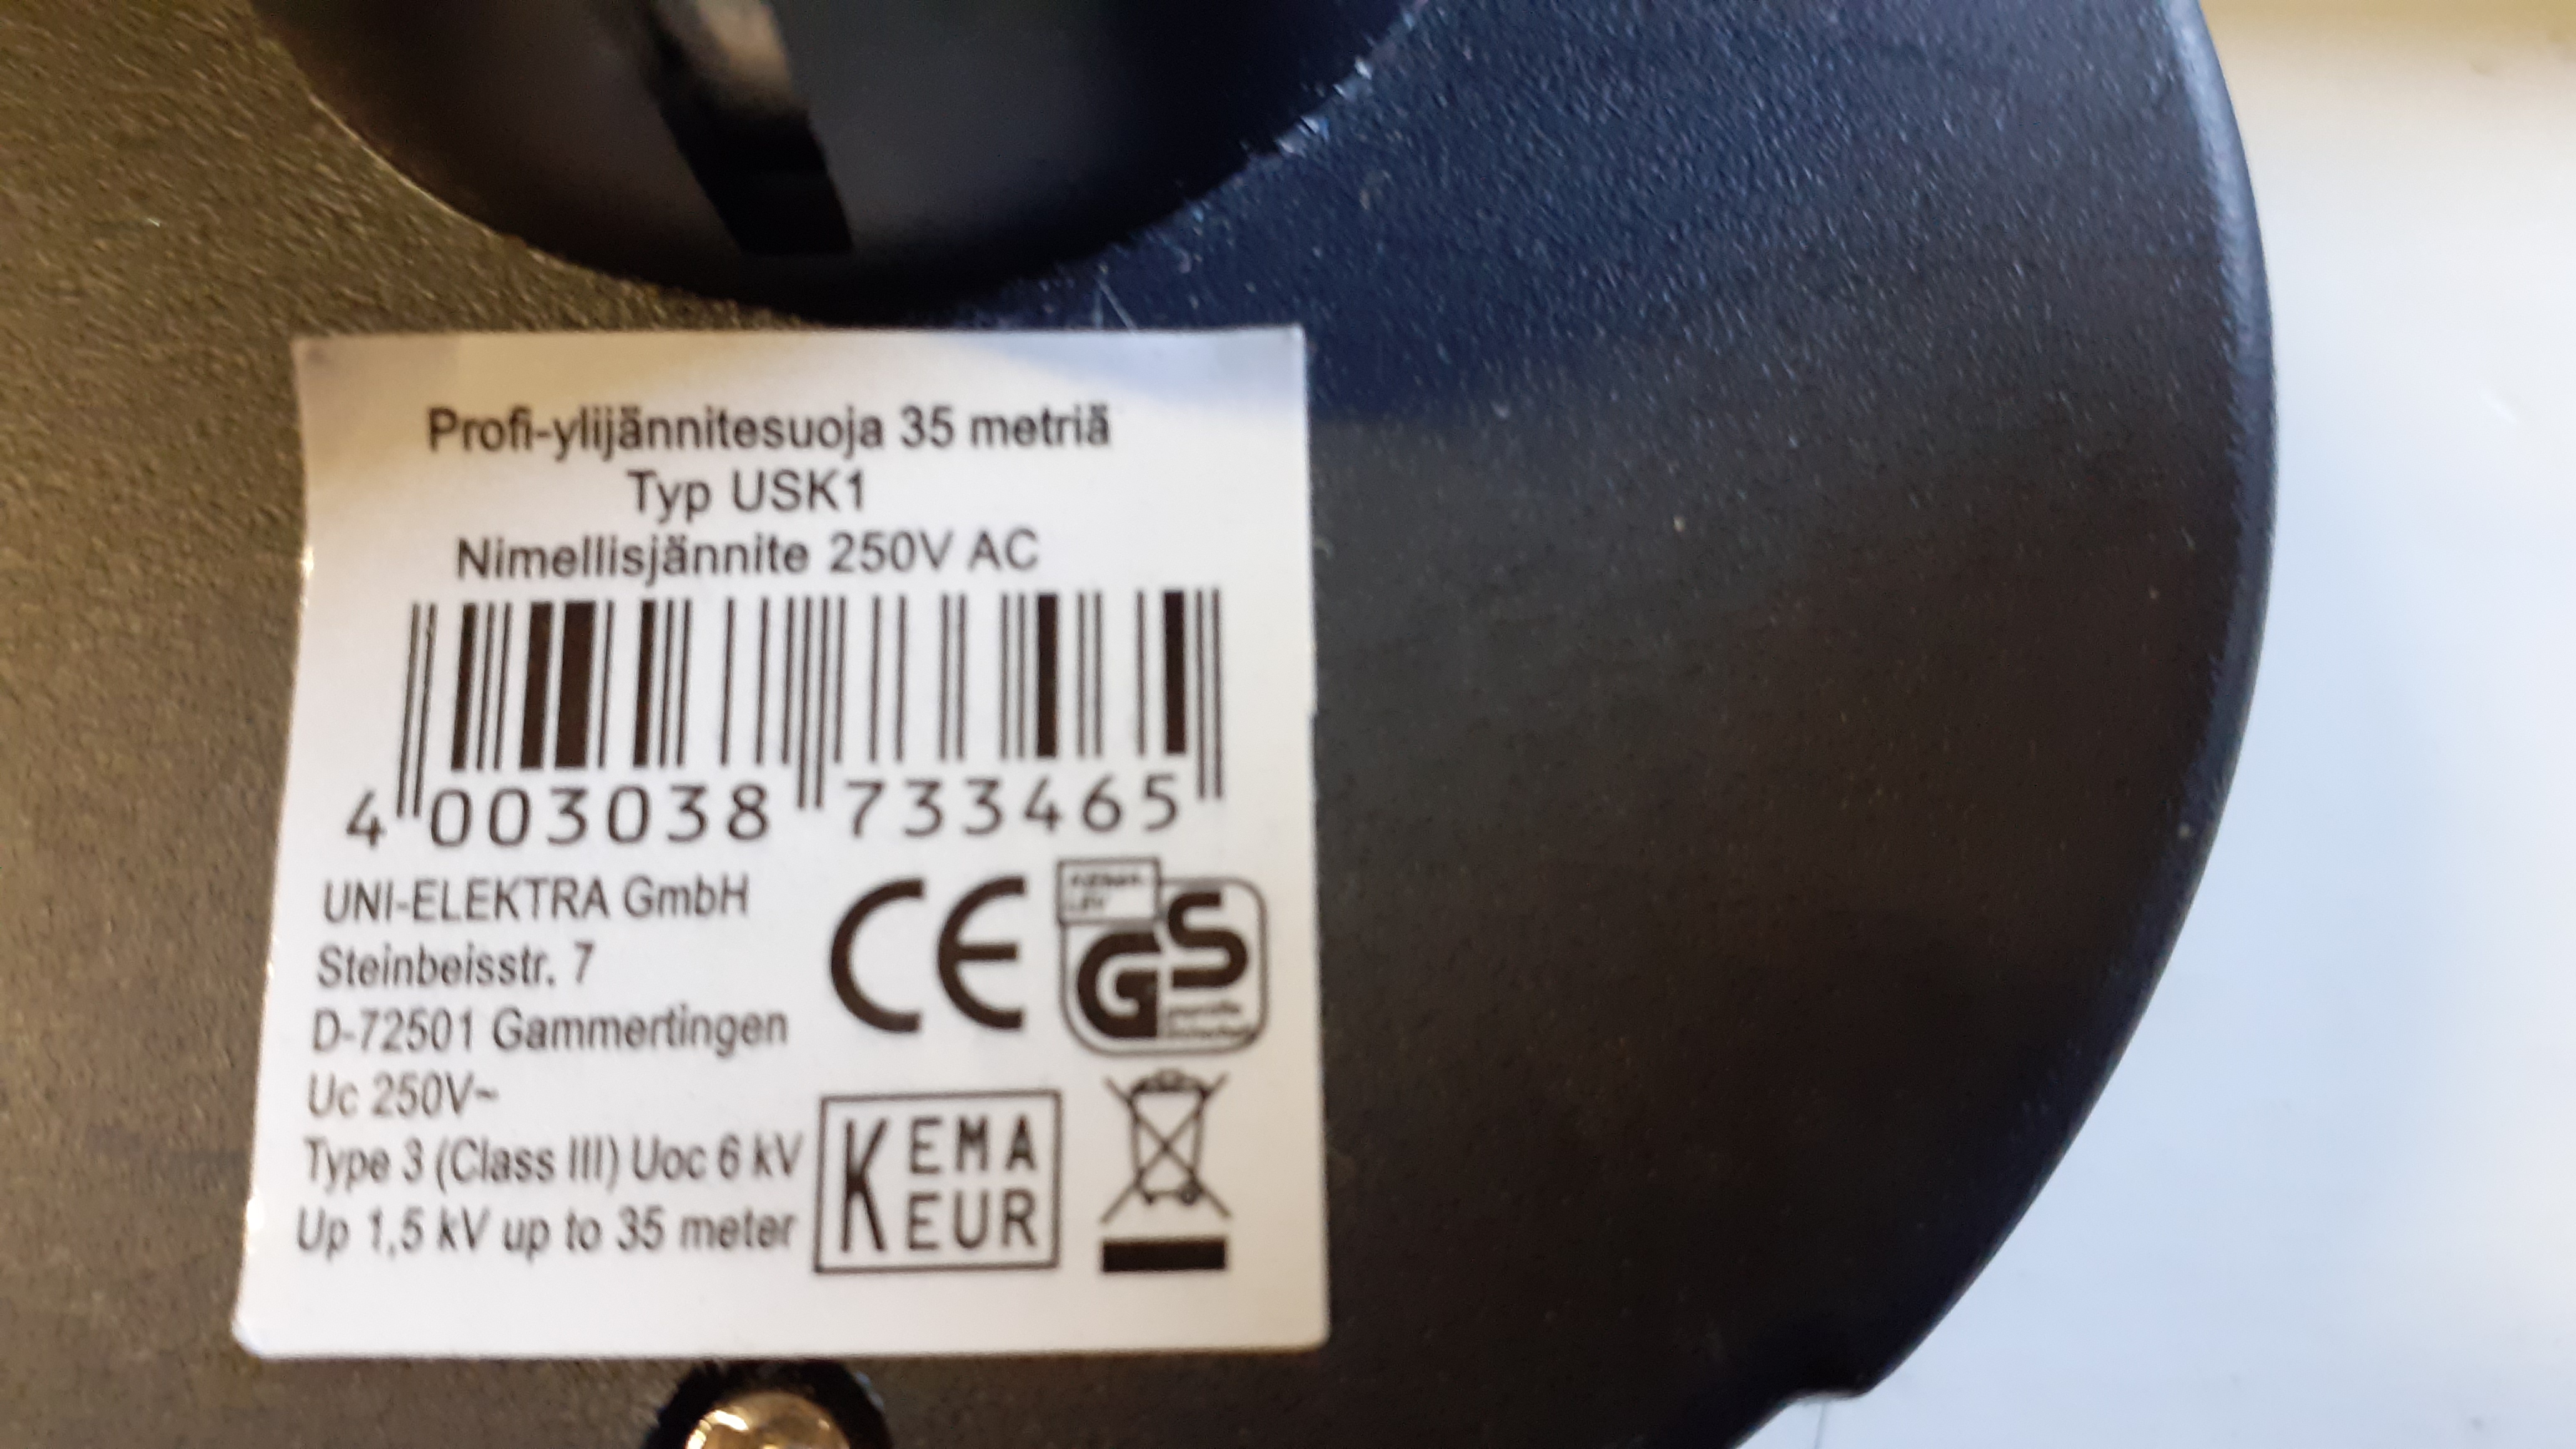 Profi-ylijännitesuoja 35 metriä
Typ USK1
Nimellisjännite 250V AC
4 003038 733465
UNI-ELEKTRA GmbH
Steinbeisstr. 7
D-72501 Gammertingen
Uc 250V~
Type 3 (Class III) Uoc 6 kV
Up 1,5 kV up to 35 meter
CE
GS
KEMA
EUR